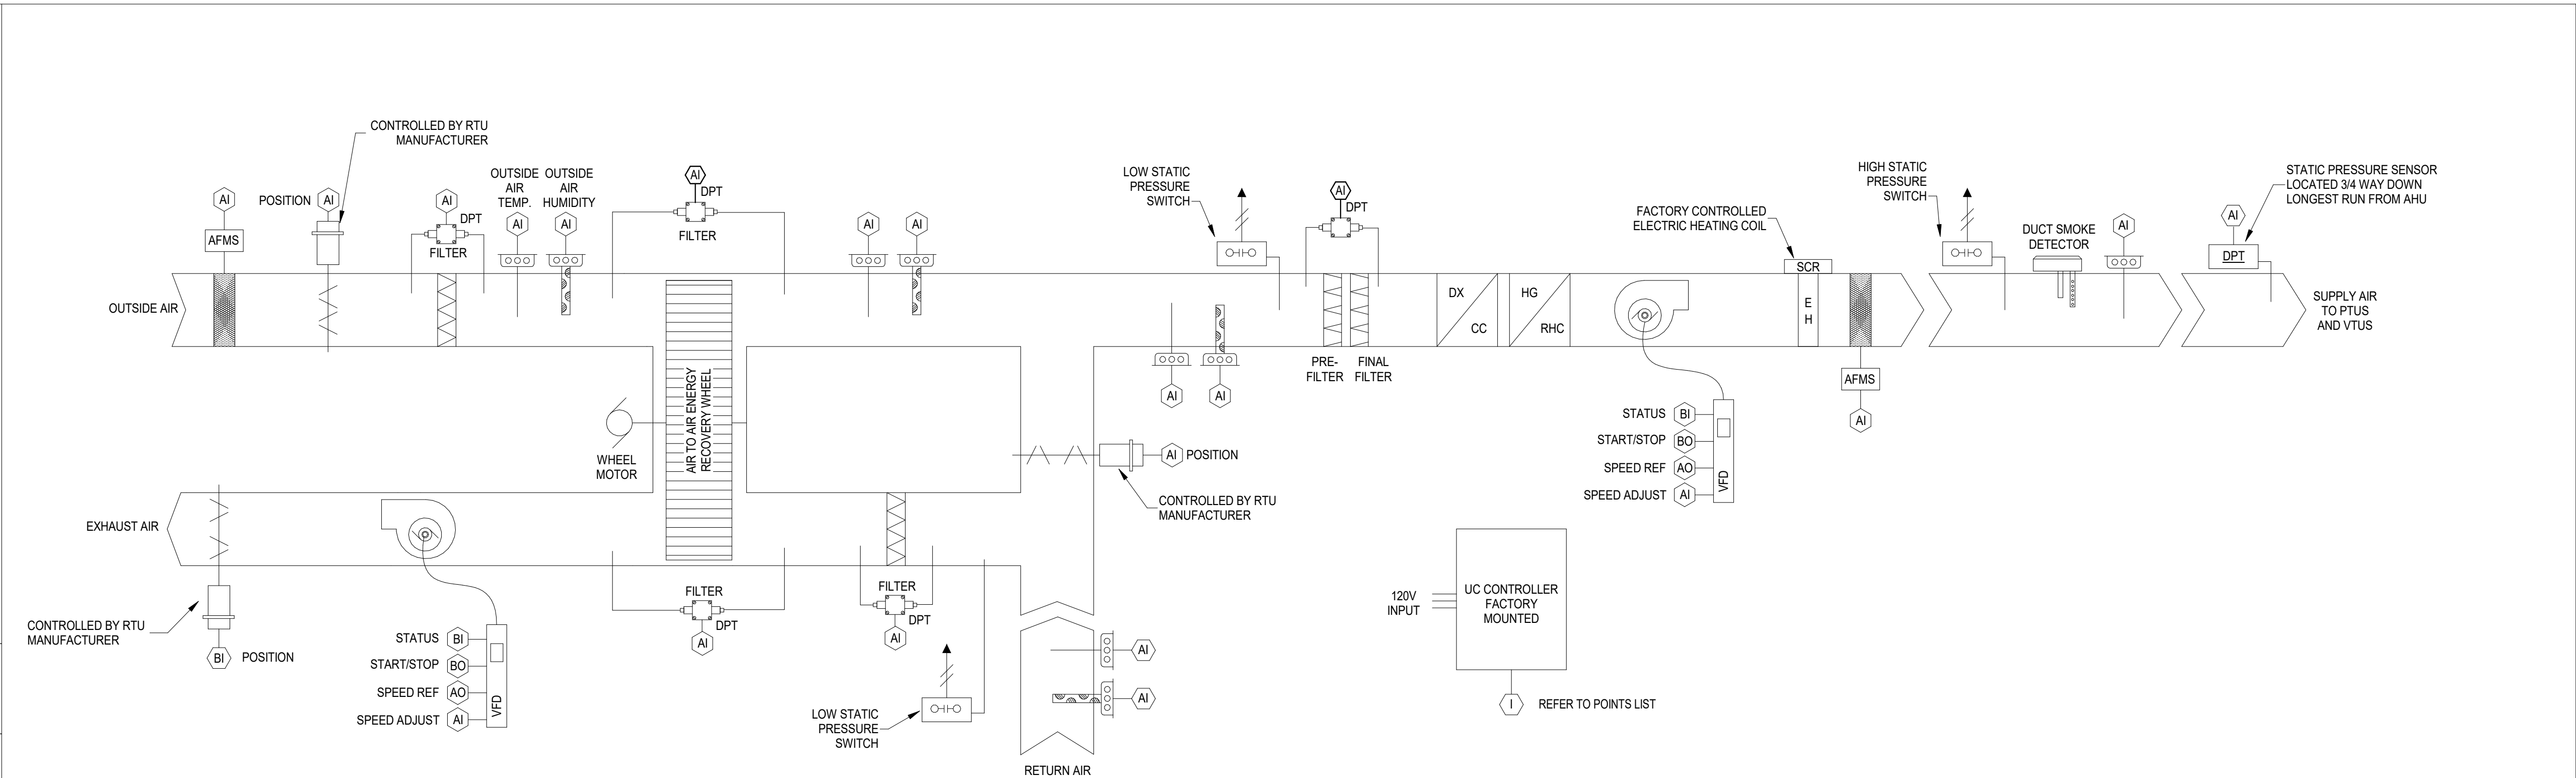 CONTROLLED BY RTU
MANUFACTURER
AI
AFMS
POSITION
AI
AI
DPT
FILTER
OUTSIDE
AIR
TEMP.
AI
OUTSIDE
AIR
HUMIDITY
AI
AI
DPT
FILTER
AI
AI
LOW STATIC
PRESSURE
SWITCH
AI
DPT
FACTORY CONTROLLED
ELECTRIC HEATING COIL
SCR
HIGH STATIC
PRESSURE
SWITCH
DUCT SMOKE
DETECTOR
AI
AI
DPT
STATIC PRESSURE SENSOR
LOCATED 3/4 WAY DOWN
LONGEST RUN FROM AHU
OUTSIDE AIR
DX
CC
HG
RHC
E
H
SUPPLY AIR
TO PTUS
AND VTUS
AI
AI
PRE-
FILTER
FINAL
FILTER
AFMS
AI
AIR TO AIR ENERGY
RECOVERY WHEEL
WHEEL
MOTOR
AI
POSITION
CONTROLLED BY RTU
MANUFACTURER
STATUS
BI
START/STOP
BO
SPEED REF
AO
SPEED ADJUST
AI
VFD
EXHAUST AIR
CONTROLLED BY RTU
MANUFACTURER
BI
POSITION
STATUS
BI
START/STOP
BO
SPEED REF
AO
SPEED ADJUST
AI
VFD
FILTER
DPT
AI
FILTER
DPT
AI
LOW STATIC
PRESSURE
SWITCH
AI
AI
RETURN AIR
120V
INPUT
UC CONTROLLER
FACTORY
MOUNTED
I
REFER TO POINTS LIST